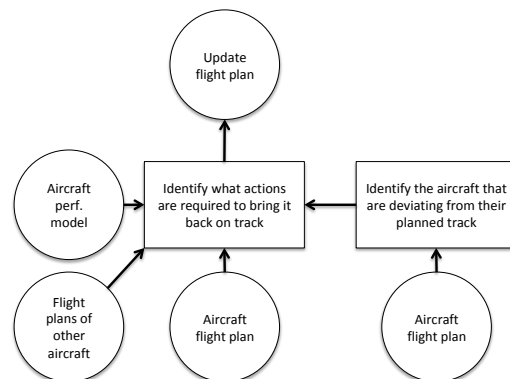 Update
flight plan
Aircraft
perf.
model
Identify what actions
are required to bring it
back on track
Identify the aircraft that
are deviating from their
planned track
Flight
plans of
other
aircraft
Aircraft
flight plan
Aircraft
flight plan